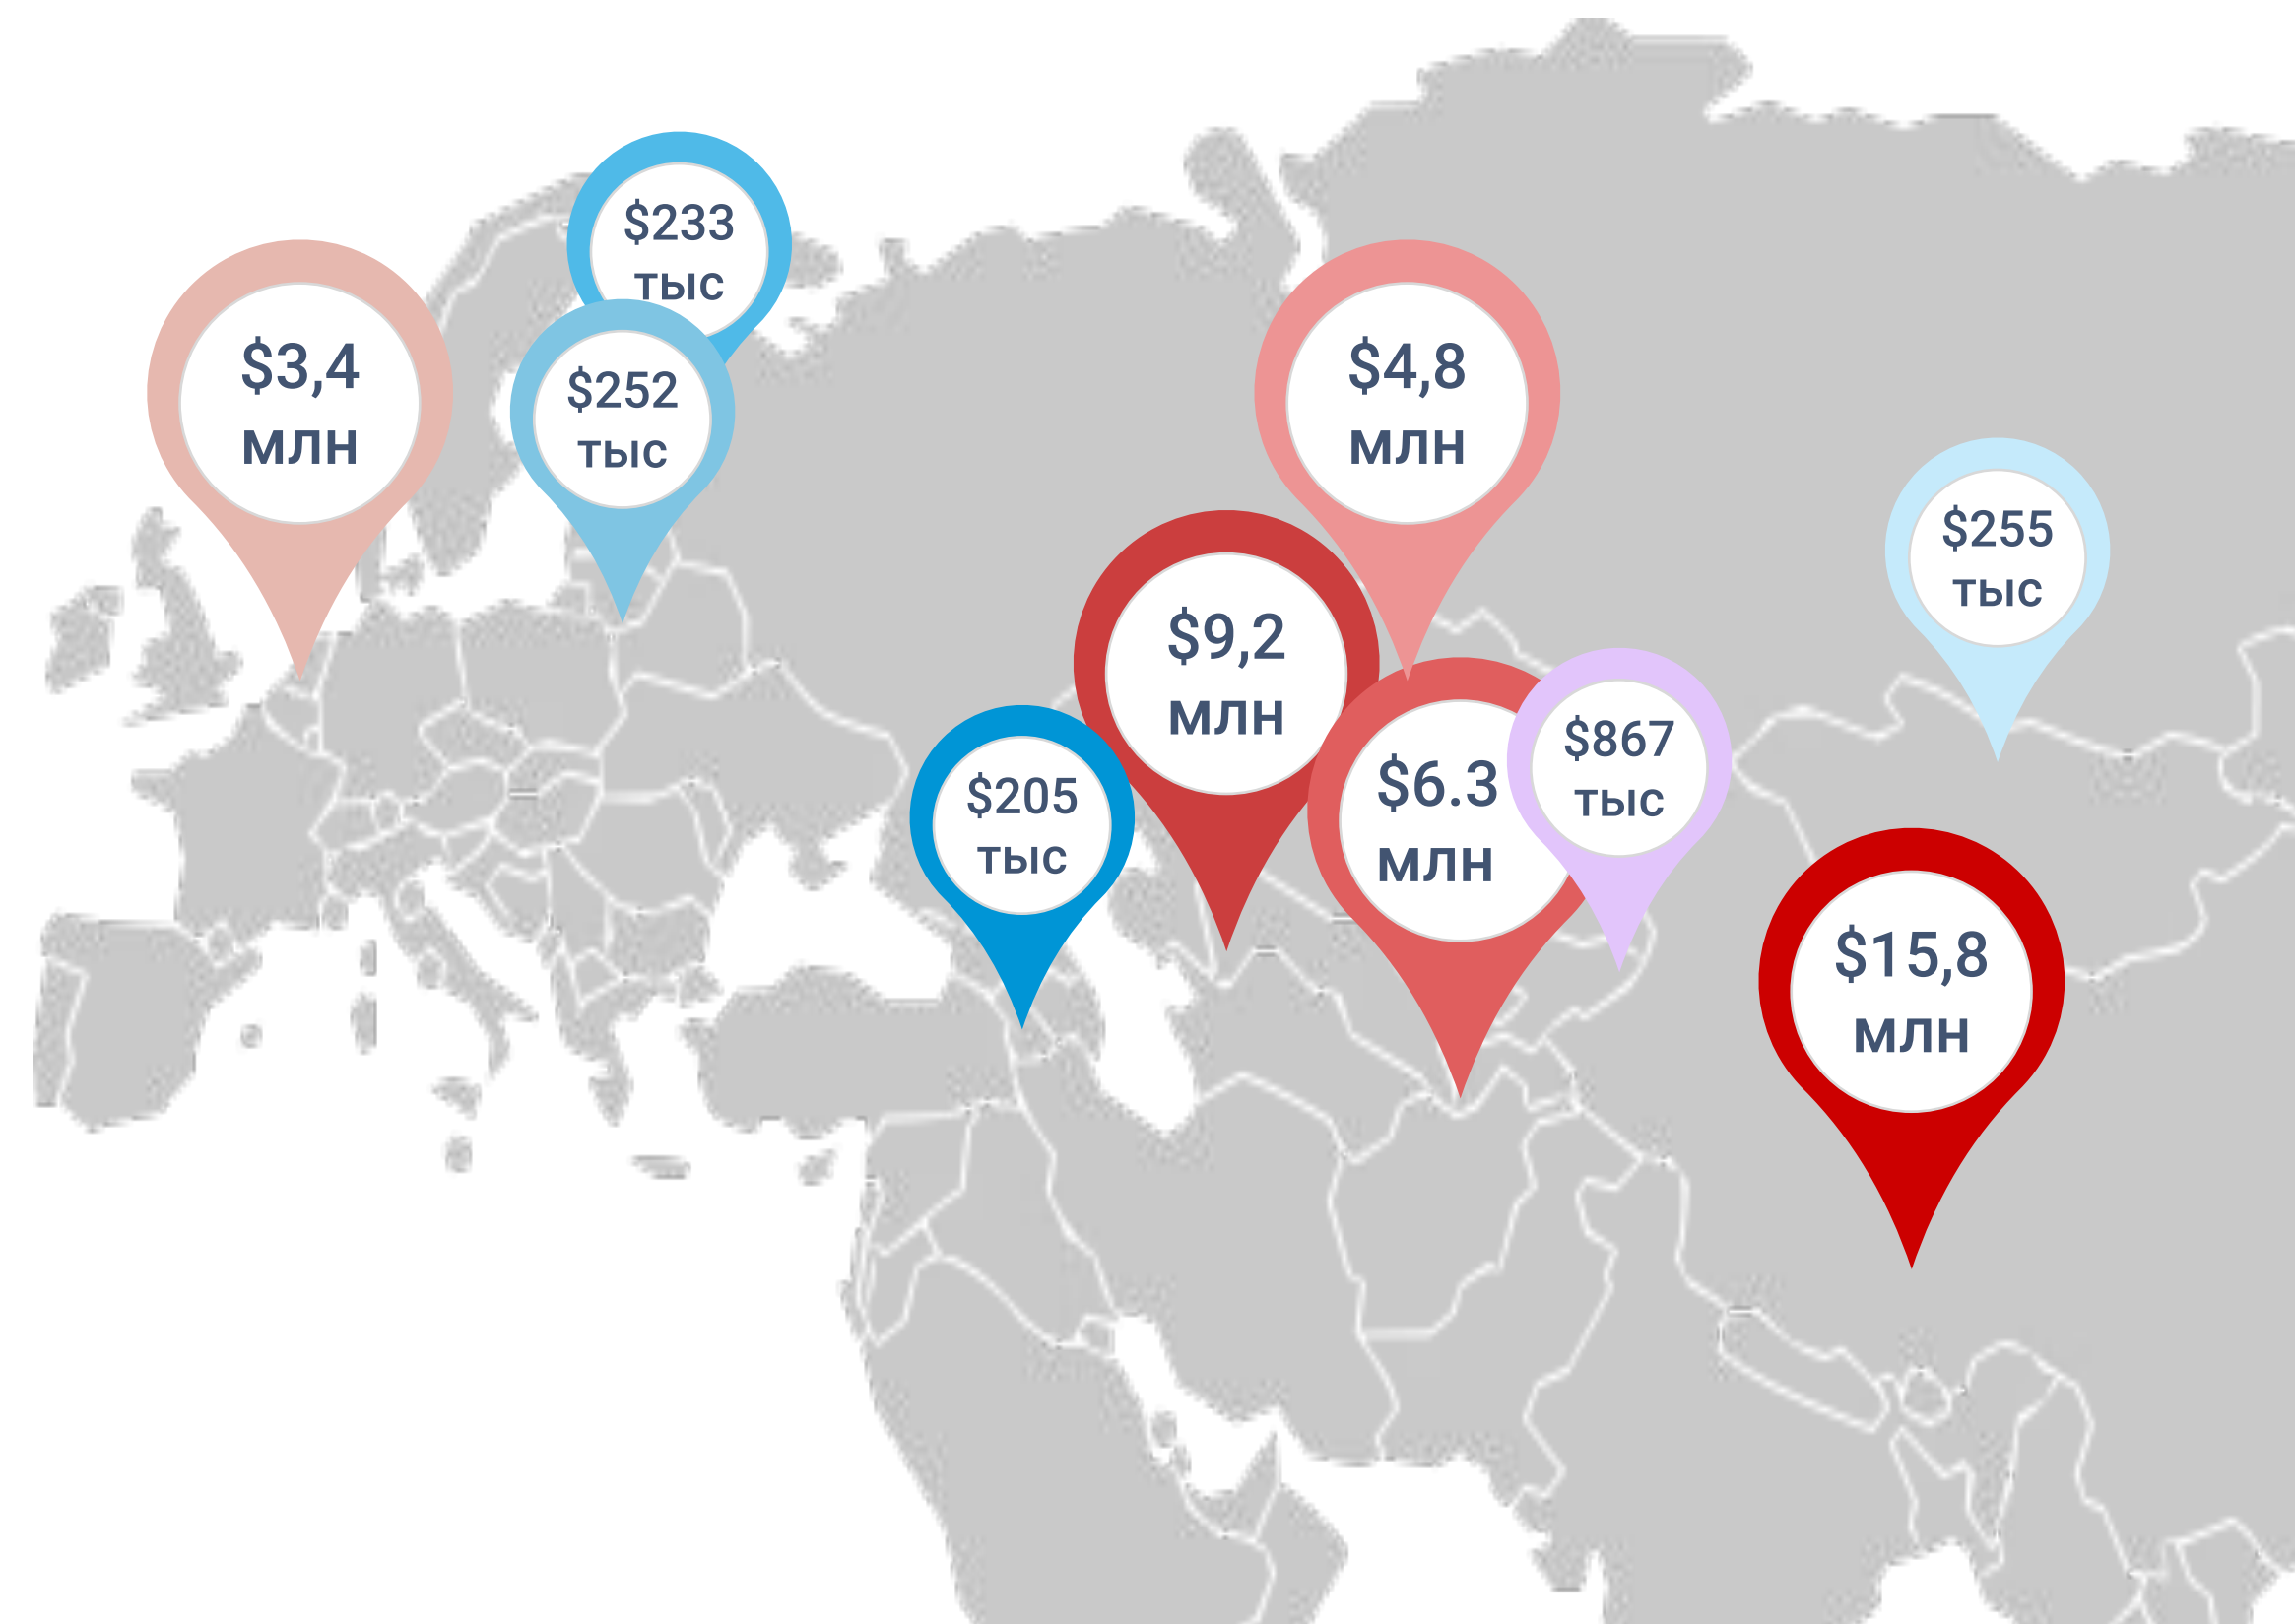 $233
тыс
$3,4
млн
$252
тыс
$4,8
млн
$255
тыс
$9,2
млн
$205
тыс
$6.3
млн
$867
тыс
$15,8
млн